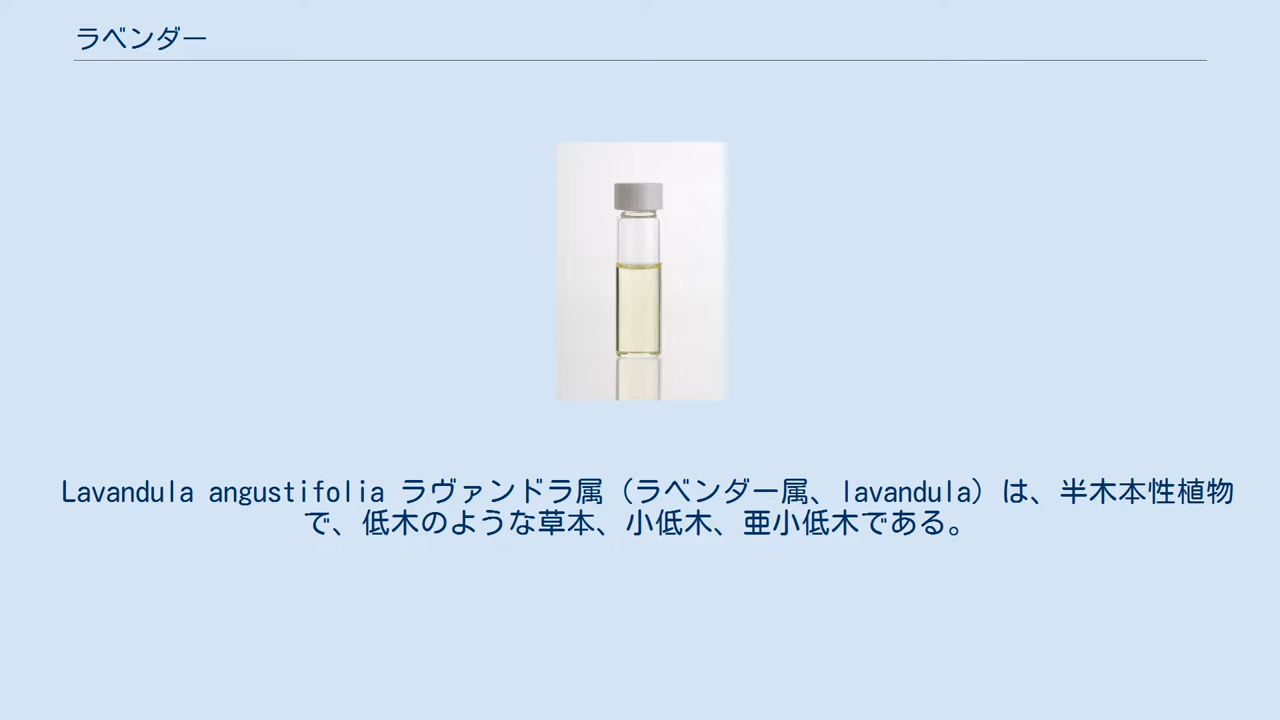 ラベンダー
Lavandula angustifolia ラヴァンドラ属（ラベンダー属、lavandula）は、半木本性植物
で、低木のような草本、小低木、亜小低木である。